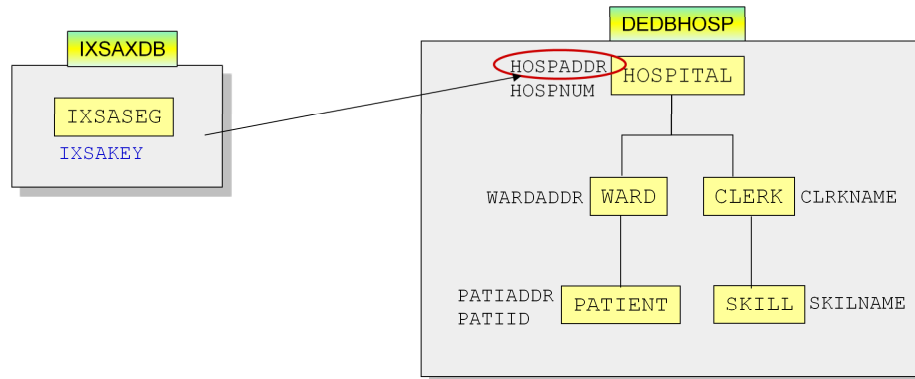 IXSAXDB
IXSASEG
IXSAKEY
DEDBHOSP
HOSPADDR
HOSPNUM
HOSPITAL
WARDADDR WARD CLERK CLRKNAME
PATIADDR
PATIID
PATIENT SKILL SKILNAME